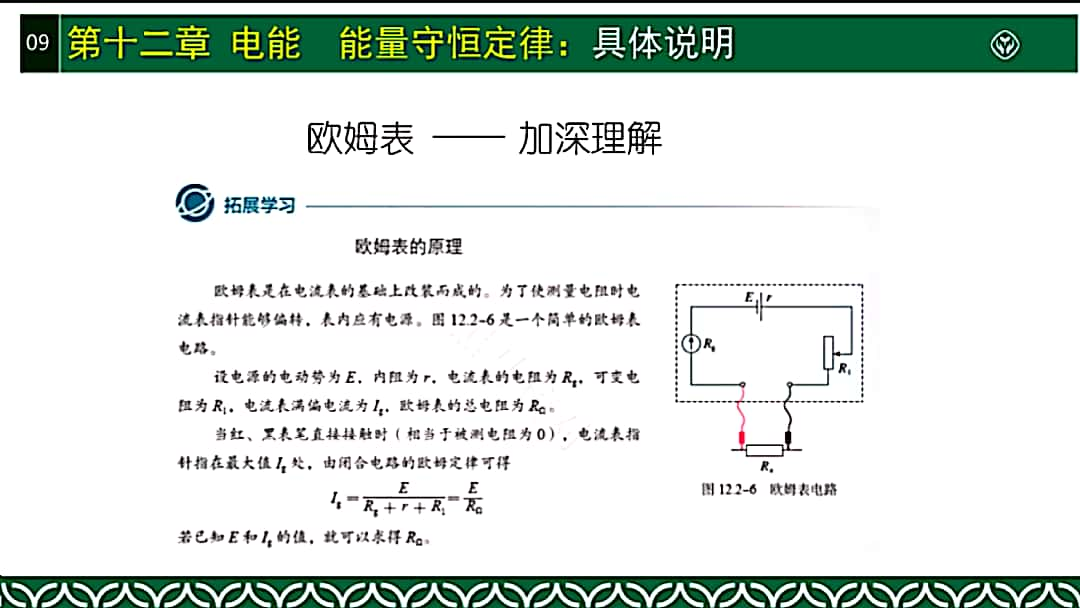 09 第十二章 电能 能量守恒定律：具体说明
欧姆表 —— 加深理解
拓展学习
欧姆表的原理
欧姆表是在电流表的基础上改装而成的。为了使测量电阻时电
流表指针能够偏转，表内应有电源。图 12.2-6 是一个简单的欧姆表
电路。
设电源的电动势为 E，内阻为 r，电流表的电阻为 Rg，可变电
阻为 R1，电流表满偏电流为 Ig，欧姆表的总电阻为 RΩ。
当红、黑表笔直接接触时（相当于被测电阻为 0），电流表指
针指在最大值 Ig 处，由闭合电路的欧姆定律可得
Ig = E / (Rg + r + R1) = E / RΩ
若已知 E 和 Ig 的值，就可以求得 RΩ。
E r
Rg
R1
Rx
图 12.2-6 欧姆表电路